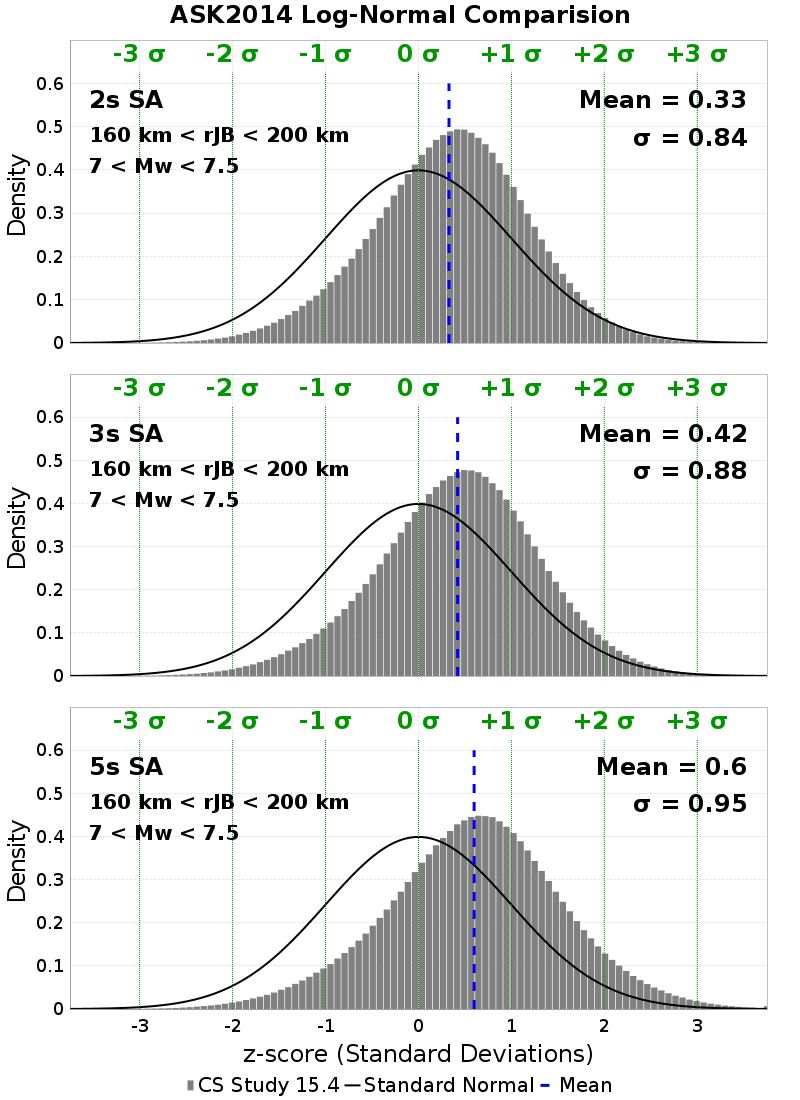 ASK2014 Log-Normal Comparision
-3 σ -2 σ -1 σ 0 σ +1 σ +2 σ +3 σ
0.6
2s SA Mean = 0.33
0.5
160 km < rJB < 200 km σ = 0.84
7 < Mw < 7.5
0.4
Density
0.3
0.2
0.1
0
-3 σ -2 σ -1 σ 0 σ +1 σ +2 σ +3 σ
0.6
3s SA Mean = 0.42
0.5
160 km < rJB < 200 km σ = 0.88
7 < Mw < 7.5
0.4
Density
0.3
0.2
0.1
0
-3 σ -2 σ -1 σ 0 σ +1 σ +2 σ +3 σ
0.6
5s SA Mean = 0.6
0.5
160 km < rJB < 200 km σ = 0.95
7 < Mw < 7.5
0.4
Density
0.3
0.2
0.1
0
-3 -2 -1 0 1 2 3
z-score (Standard Deviations)
CS Study 15.4 Standard Normal Mean